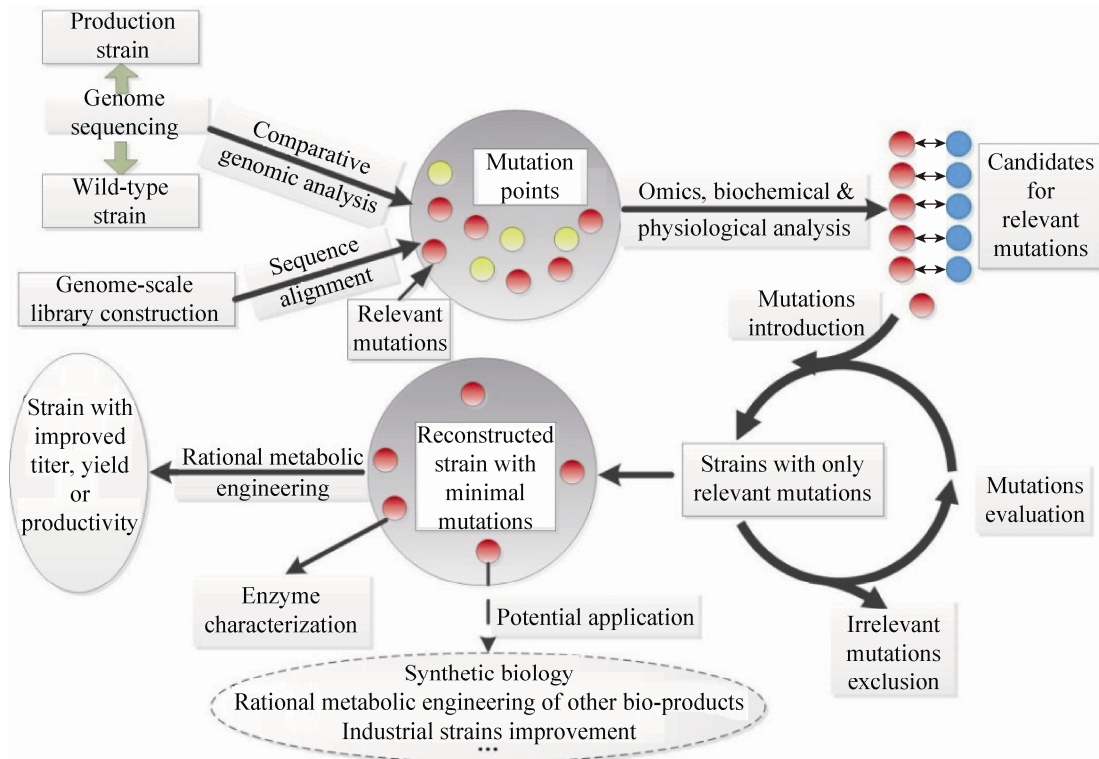 Production
strain
Genome
sequencing
Wild-type
strain
Comparative
genomic analysis
Sequence
alignment
Genome-scale
library construction
Relevant
mutations
Mutation
points
Omics, biochemical &
physiological analysis
Candidates
for
relevant
mutations
Mutations
introduction
Strains with only
relevant mutations
Mutations
evaluation
Irrelevant
mutations
exclusion
Reconstructed
strain with
minimal
mutations
Rational metabolic
engineering
Strain with
improved
titer, yield
or
productivity
Enzyme
characterization
Potential application
Synthetic biology
Rational metabolic engineering of other bio-products
Industrial strains improvement
...